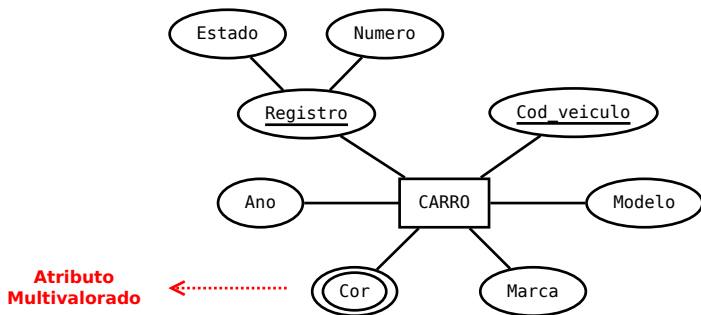 Estado
Numero
Registro
Cod_veiculo
Ano
CARRO
Modelo
Atributo
Multivalorado
Cor
Marca